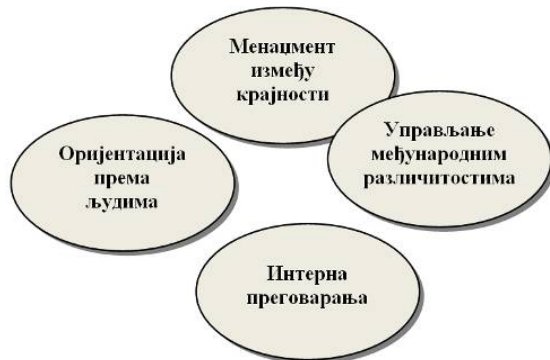 Менаџмент
између
крајности
Оријентација
према
људима
Управљање
међународним
различитостима
Интерна
преговарања